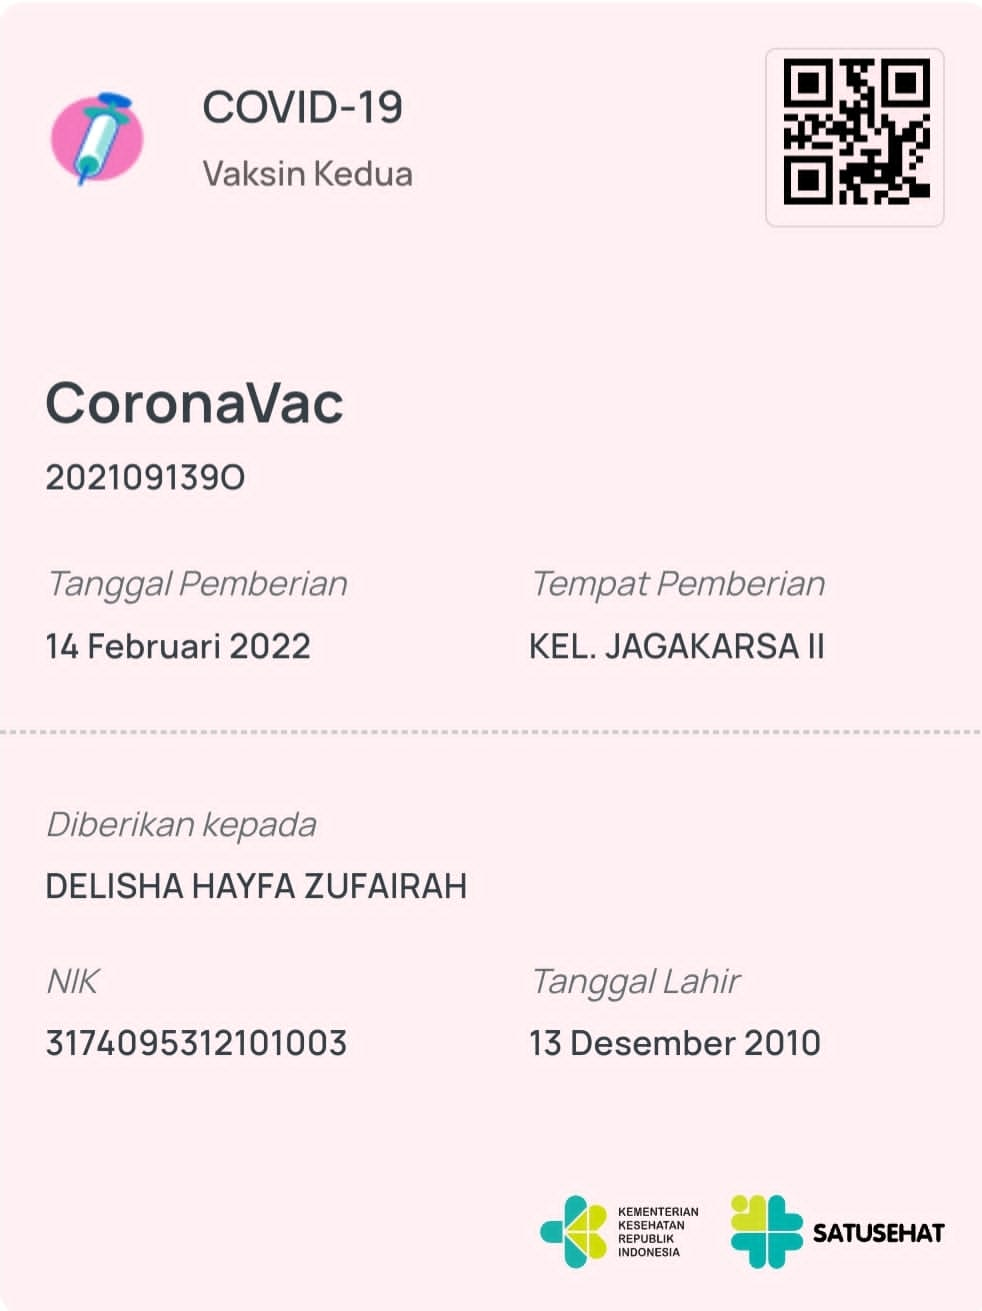 COVID-19
Vaksin Kedua
CoronaVac
202109139O
Tanggal Pemberian
Tempat Pemberian
14 Februari 2022
KEL. JAGAKARSA II
Diberikan kepada
DELISHA HAYFA ZUFAIRAH
NIK
Tanggal Lahir
3174095312101003
13 Desember 2010
KEMENTERIAN
KESEHATAN
REPUBLIK
INDONESIA
SATUSEHAT